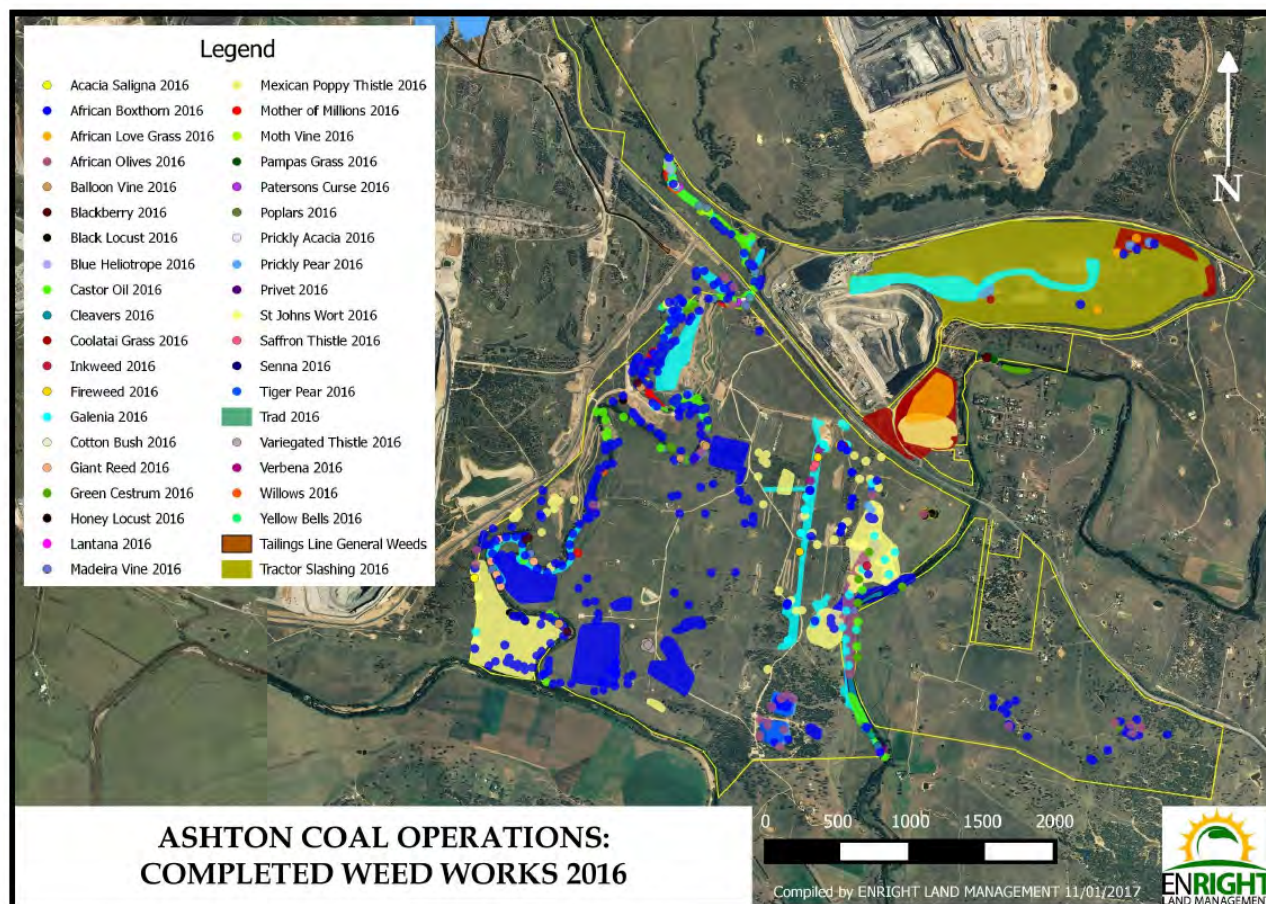 Legend
Acacia Saligna 2016
African Boxthorn 2016
African Love Grass 2016
African Olives 2016
Balloon Vine 2016
Blackberry 2016
Black Locust 2016
Blue Heliotrope 2016
Castor Oil 2016
Cleavers 2016
Coolatai Grass 2016
Inkweed 2016
Fireweed 2016
Galenia 2016
Cotton Bush 2016
Giant Reed 2016
Green Cestrum 2016
Honey Locust 2016
Lantana 2016
Madeira Vine 2016
Mexican Poppy Thistle 2016
Mother of Millions 2016
Moth Vine 2016
Pampas Grass 2016
Patersons Curse 2016
Poplars 2016
Prickly Acacia 2016
Prickly Pear 2016
Privet 2016
St Johns Wort 2016
Saffron Thistle 2016
Senna 2016
Tiger Pear 2016
Trad 2016
Variegated Thistle 2016
Verbena 2016
Willows 2016
Yellow Bells 2016
Tailings Line General Weeds
Tractor Slashing 2016
N
ASHTON COAL OPERATIONS:
COMPLETED WEED WORKS 2016
0 500 1000 1500 2000
Compiled by ENRIGHT LAND MANAGEMENT 11/01/2017
ENRIGHT
LAND MANAGEMENT